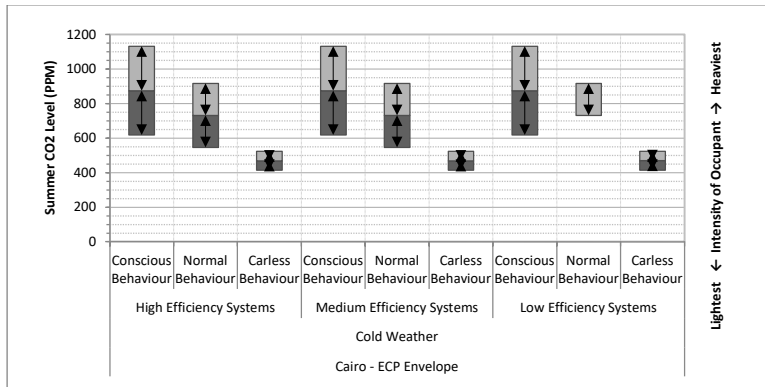 1200
1000
800
600
400
200
0
Summer CO2 Level (PPM)
Conscious Behaviour
Normal Behaviour
Carless Behaviour
Conscious Behaviour
Normal Behaviour
Carless Behaviour
Conscious Behaviour
Normal Behaviour
Carless Behaviour
High Efficiency Systems
Medium Efficiency Systems
Low Efficiency Systems
Cold Weather
Cairo - ECP Envelope
Lightest ← Intensity of Occupant → Heaviest